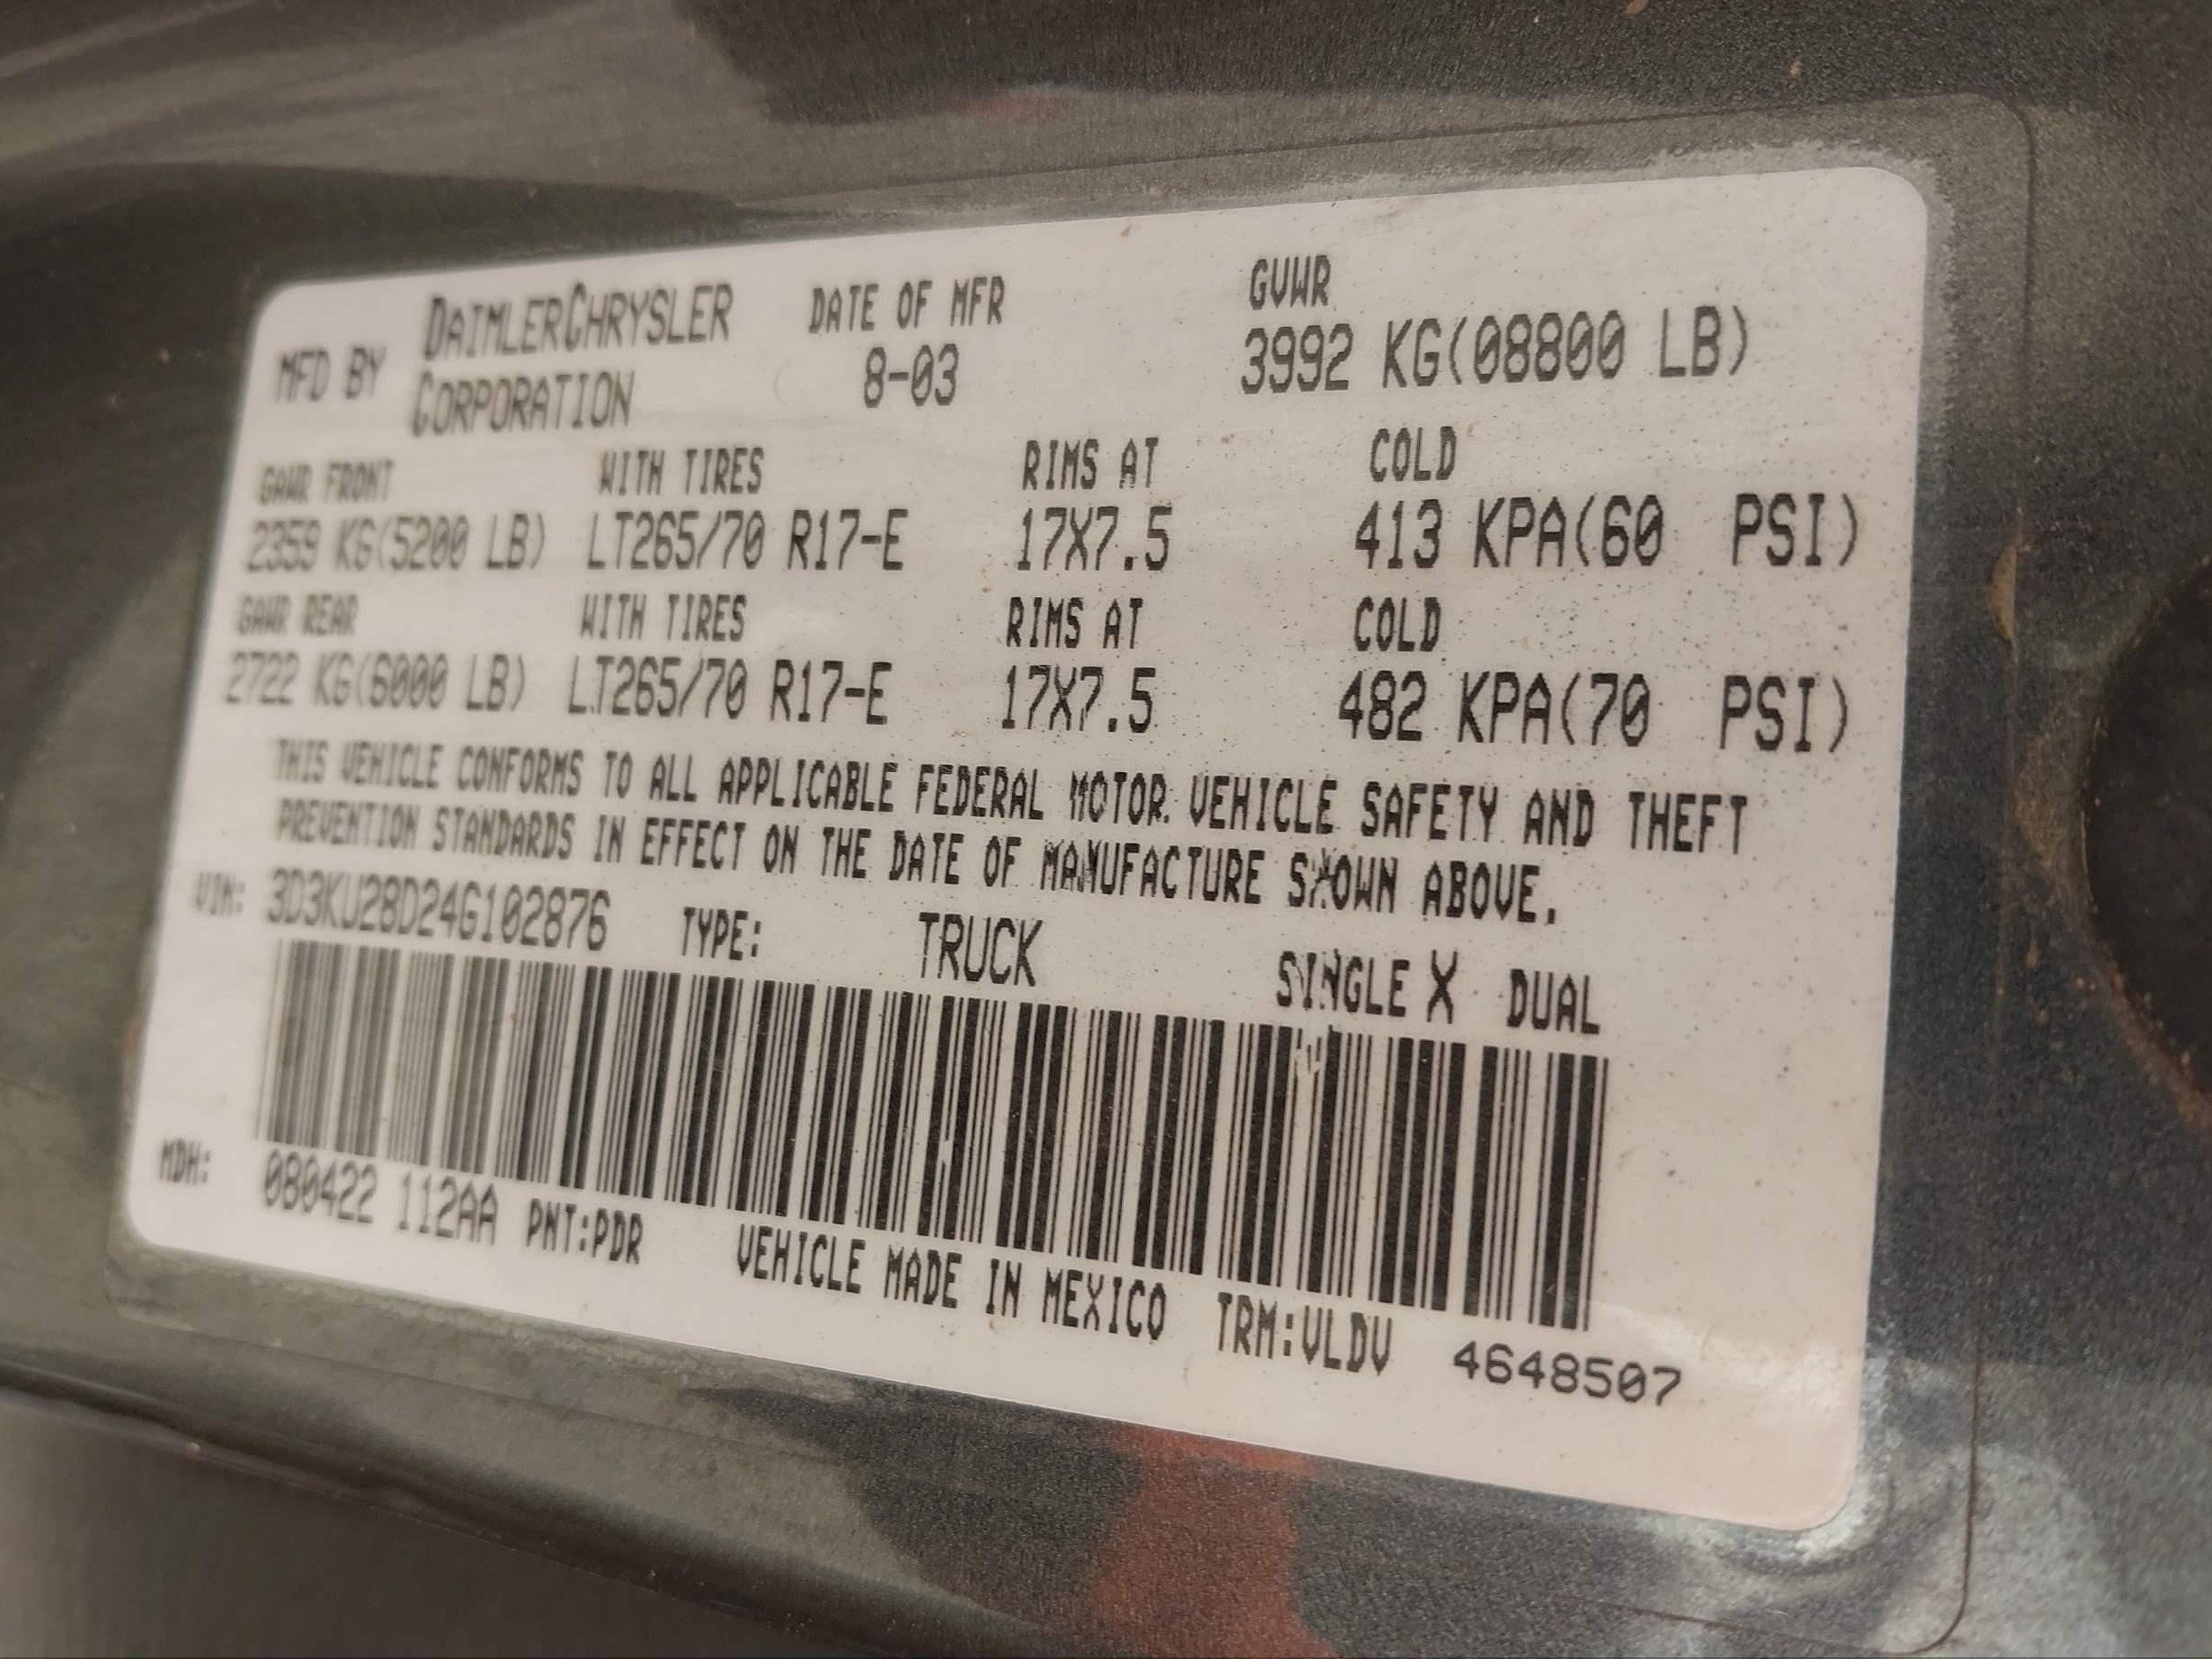 MFD BY DAIMLERCHRYSLER CORPORATION DATE OF MFR 8-03 GVWR 3992 KG(08800 LB)
GAWR FRONT WITH TIRES RIMS AT COLD
2359 KG(5200 LB) LT265/70 R17-E 17X7.5 413 KPA(60 PSI)
GAWR REAR WITH TIRES RIMS AT COLD
2722 KG(6000 LB) LT265/70 R17-E 17X7.5 482 KPA(70 PSI)
THIS VEHICLE CONFORMS TO ALL APPLICABLE FEDERAL MOTOR VEHICLE SAFETY AND THEFT
PREVENTION STANDARDS IN EFFECT ON THE DATE OF MANUFACTURE SHOWN ABOVE.
VIN: 3D3KU28D24G102876 TYPE: TRUCK SINGLE X DUAL
MDH: 080422 112AA PNT:PDR VEHICLE MADE IN MEXICO TRM:VLDV 4648507